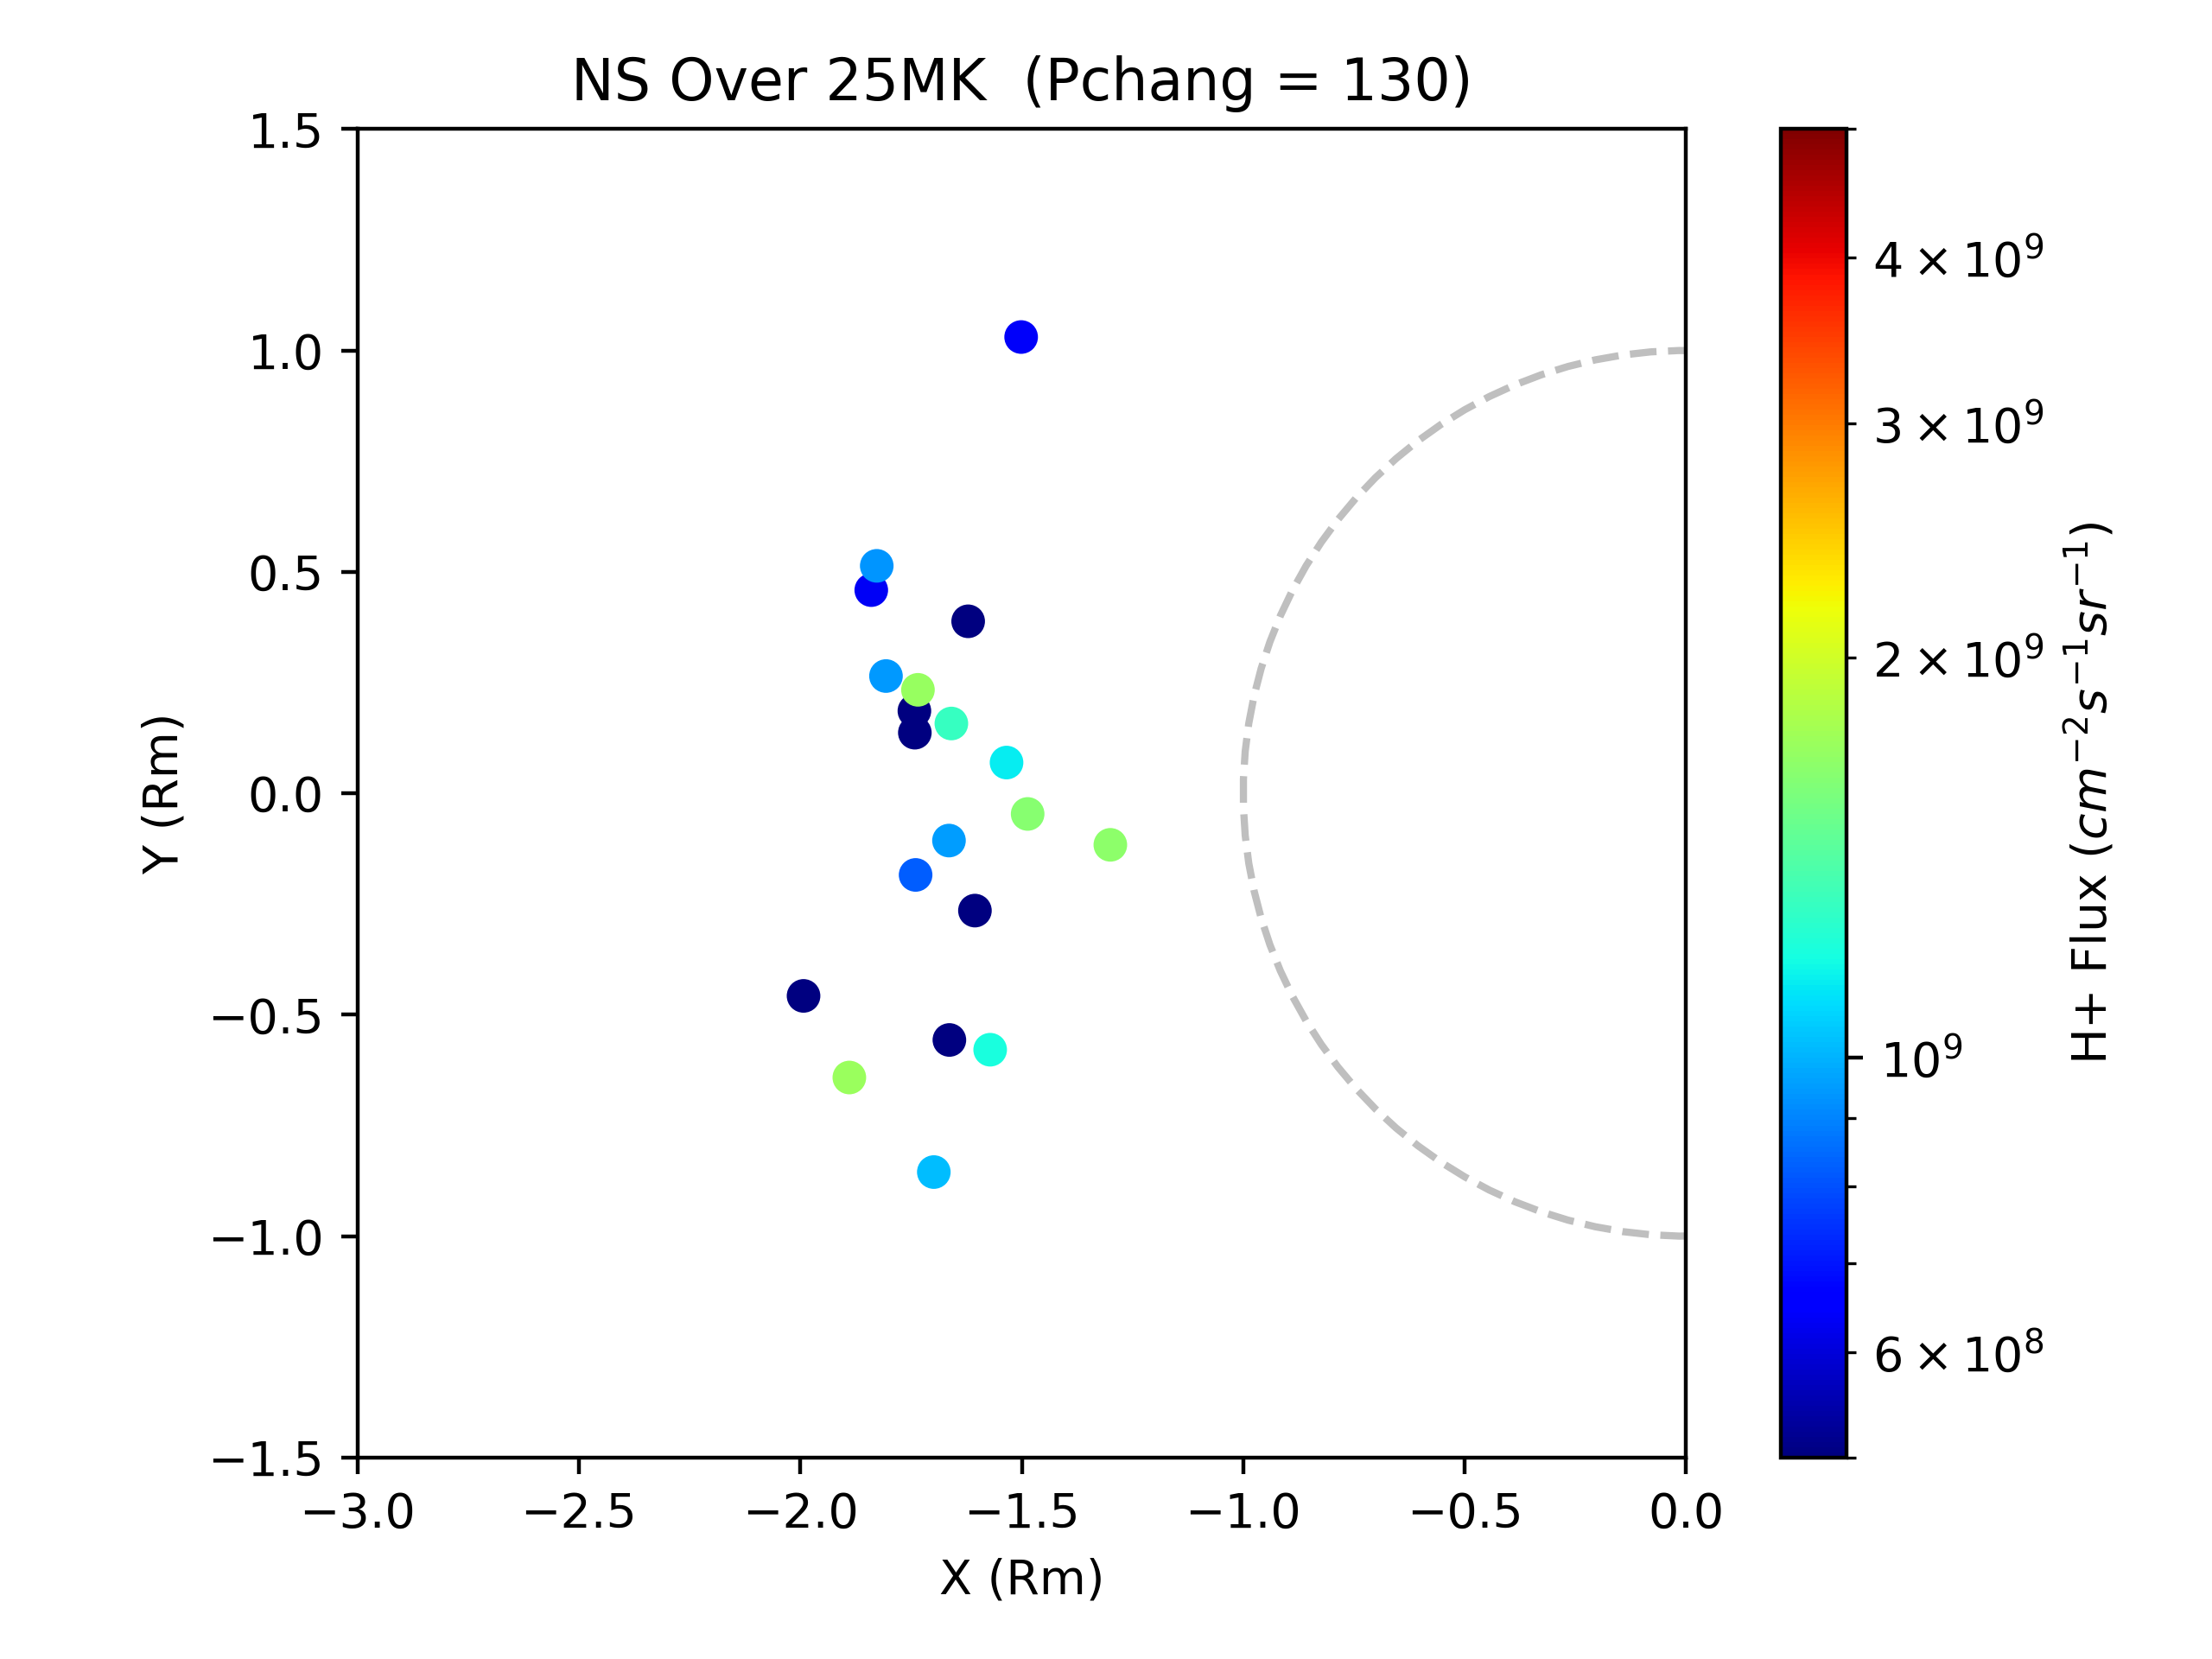 NS Over 25MK (Pchang = 130)
1.5
1.0
0.5
0.0
−0.5
−1.0
−1.5
Y (Rm)
−3.0 −2.5 −2.0 −1.5 −1.0 −0.5 0.0
X (Rm)
4 × 10⁹
3 × 10⁹
2 × 10⁹
10⁹
6 × 10⁸
H+ Flux (cm⁻²s⁻¹sr⁻¹)